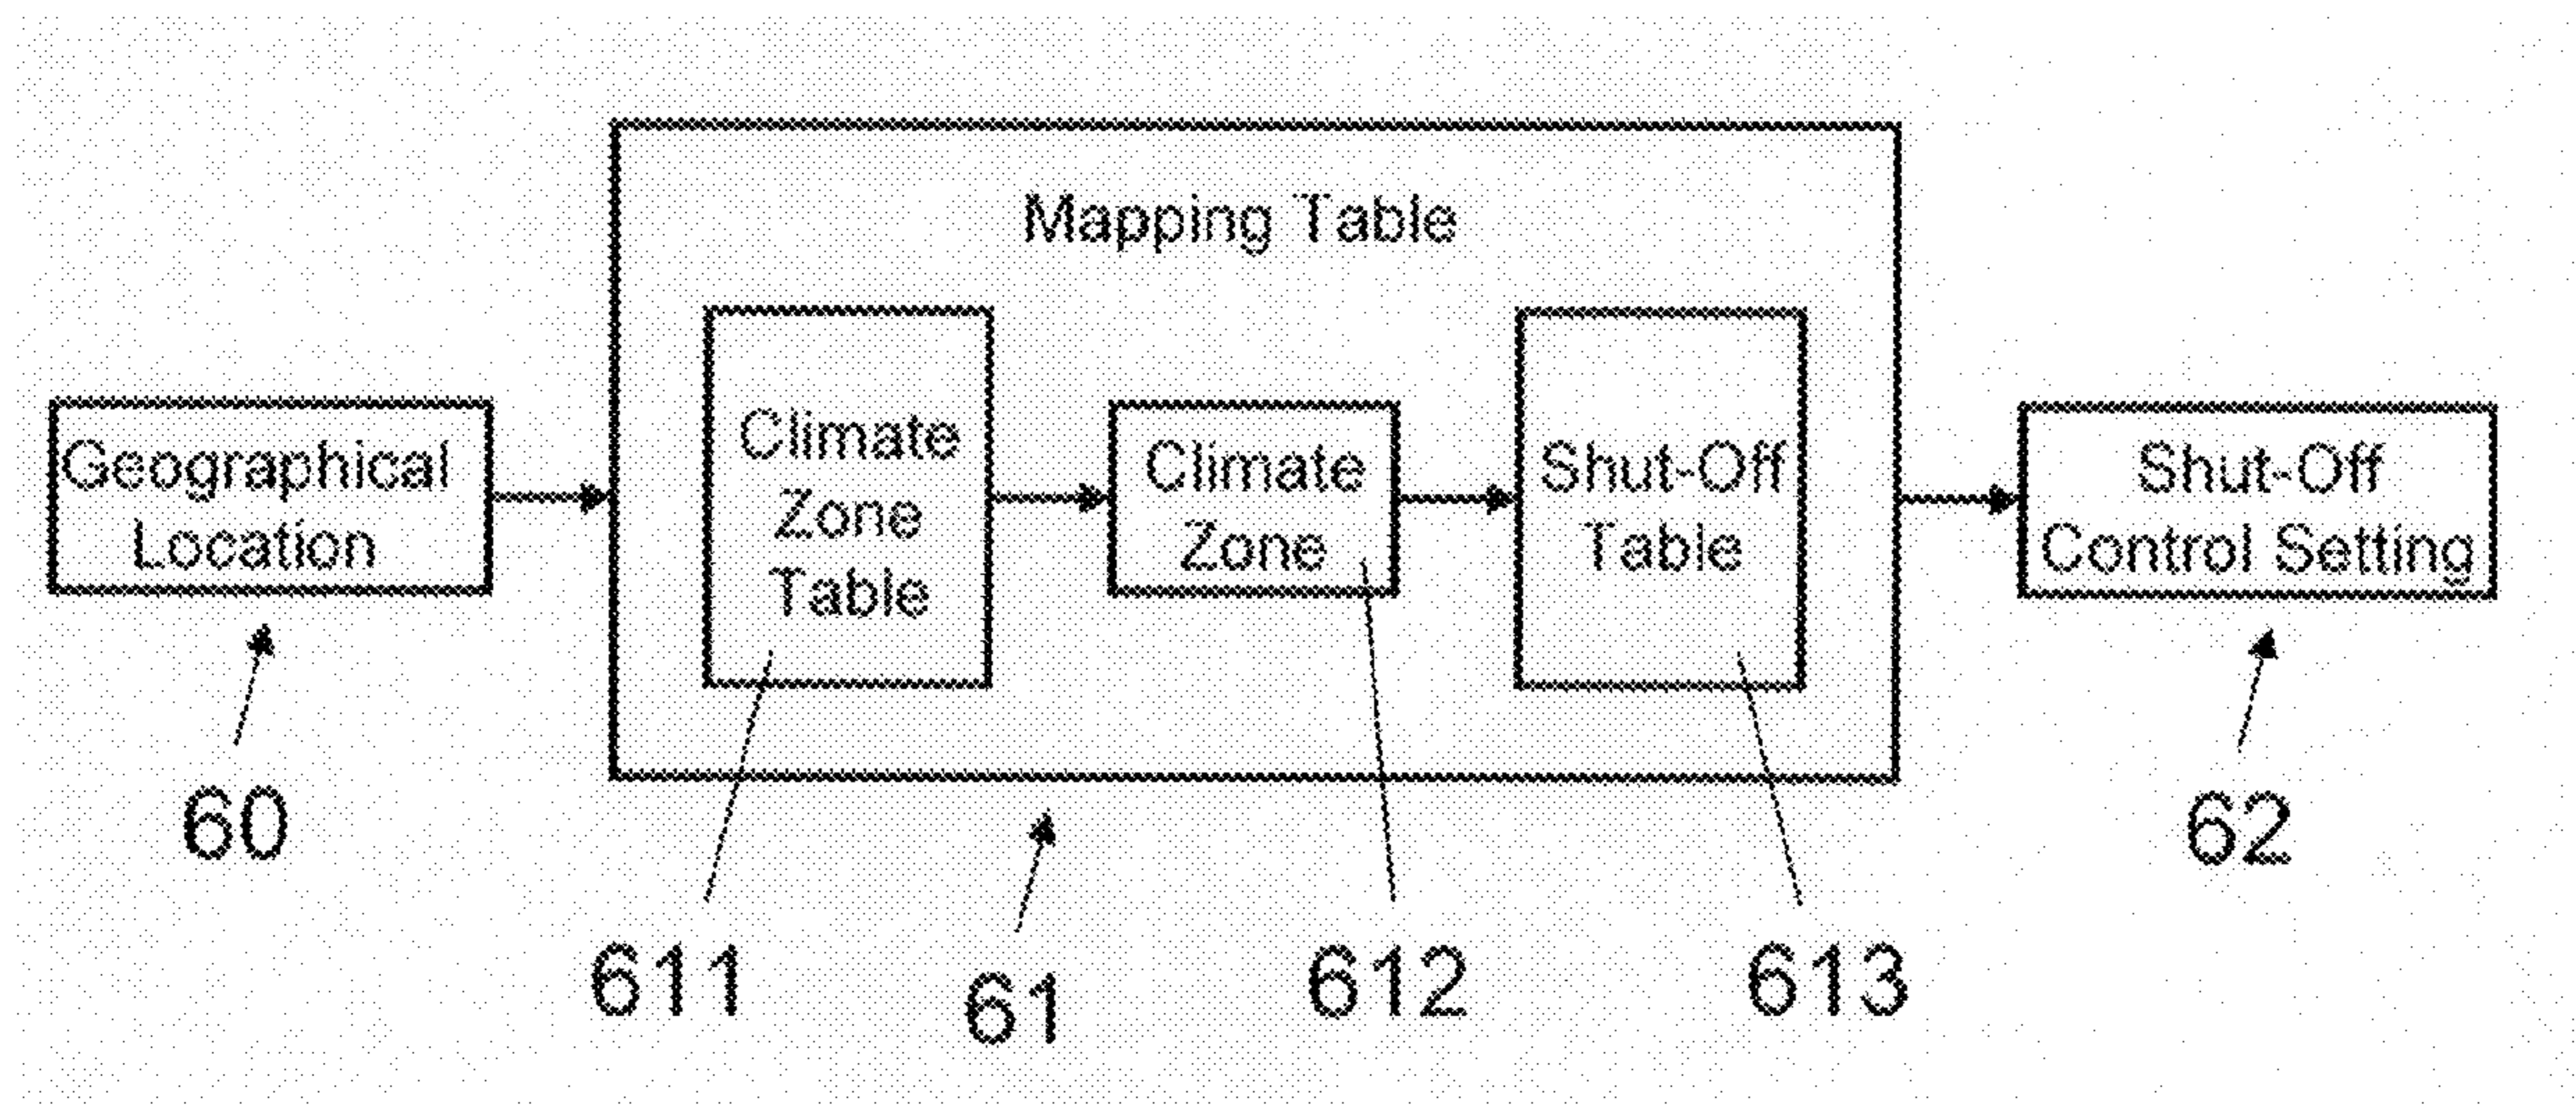 Mapping Table
Geographical
Location
Climate
Zone
Table
Climate
Zone
Shut-Off
Table
Shut-Off
Control Setting
60
611
61
612
613
62